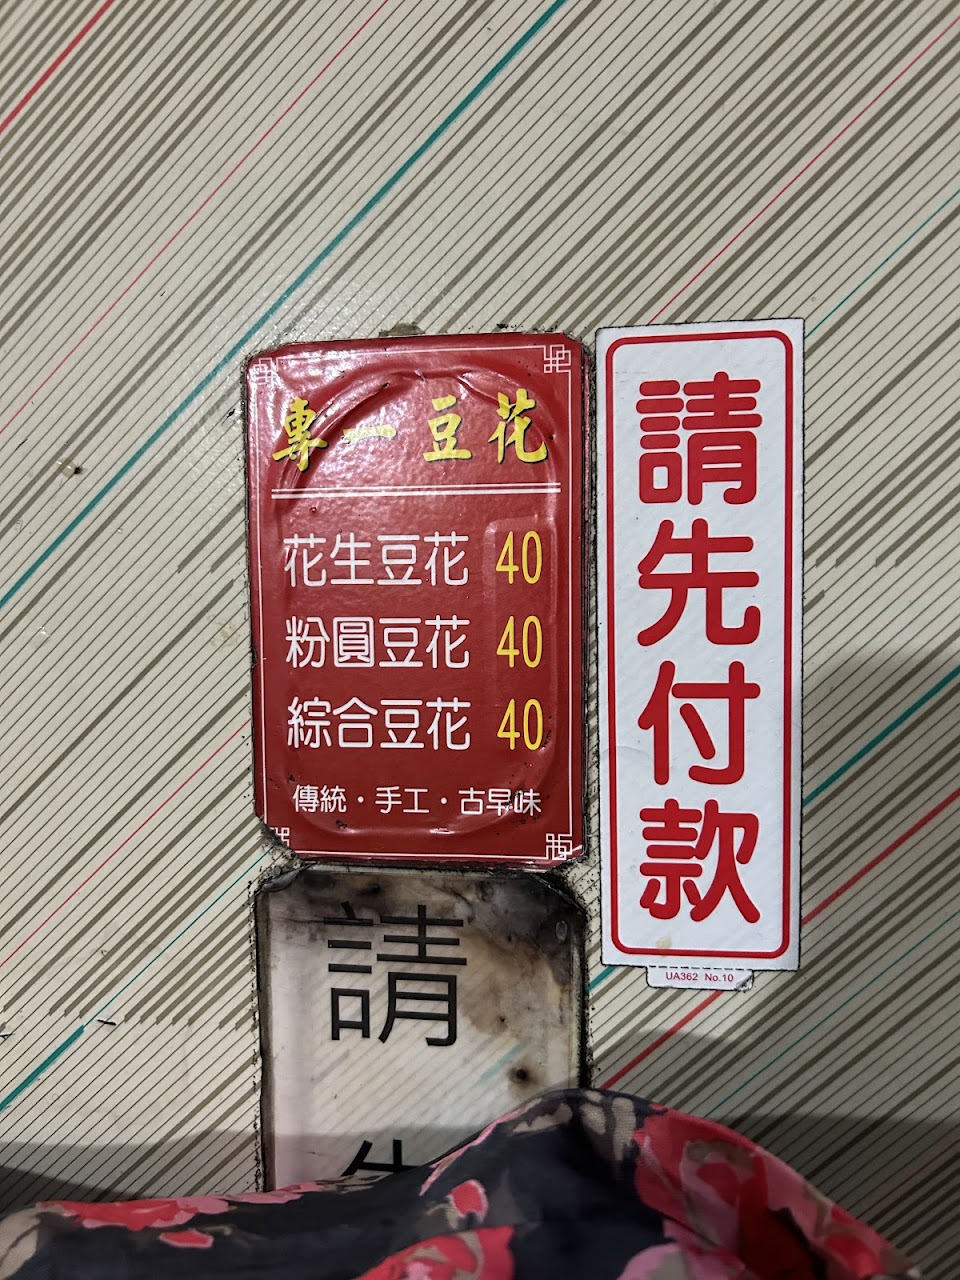 專一豆花
花生豆花 40
粉圓豆花 40
綜合豆花 40
傳統・手工・古早味
請先付款
UA362 No.10
請